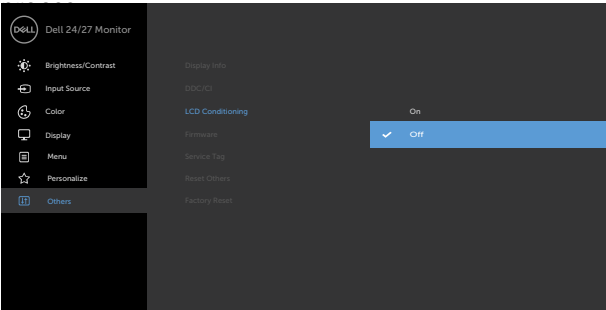 DELL
Dell 24/27 Monitor
Brightness/Contrast
Input Source
Color
Display
Menu
Personalize
Others
Display Info
DDC/CI
LCD Conditioning
Firmware
Service Tag
Reset Others
Factory Reset
On
Off